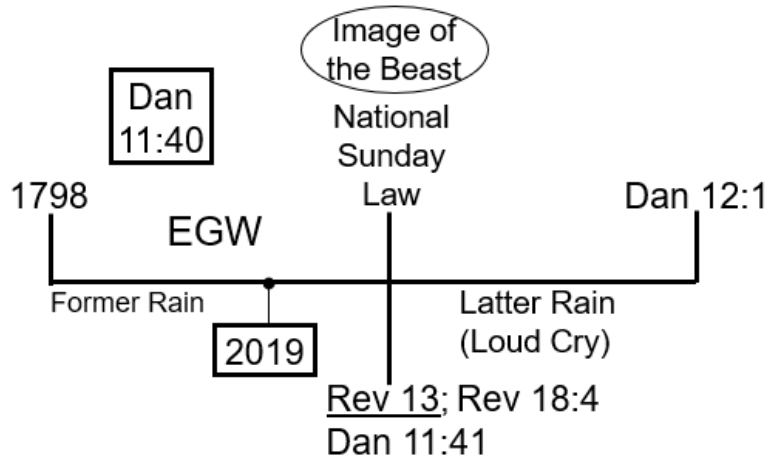 Image of
the Beast
Dan
11:40
National
Sunday
Law
1798
Dan 12:1
EGW
Former Rain
Latter Rain
(Loud Cry)
2019
Rev 13; Rev 18:4
Dan 11:41